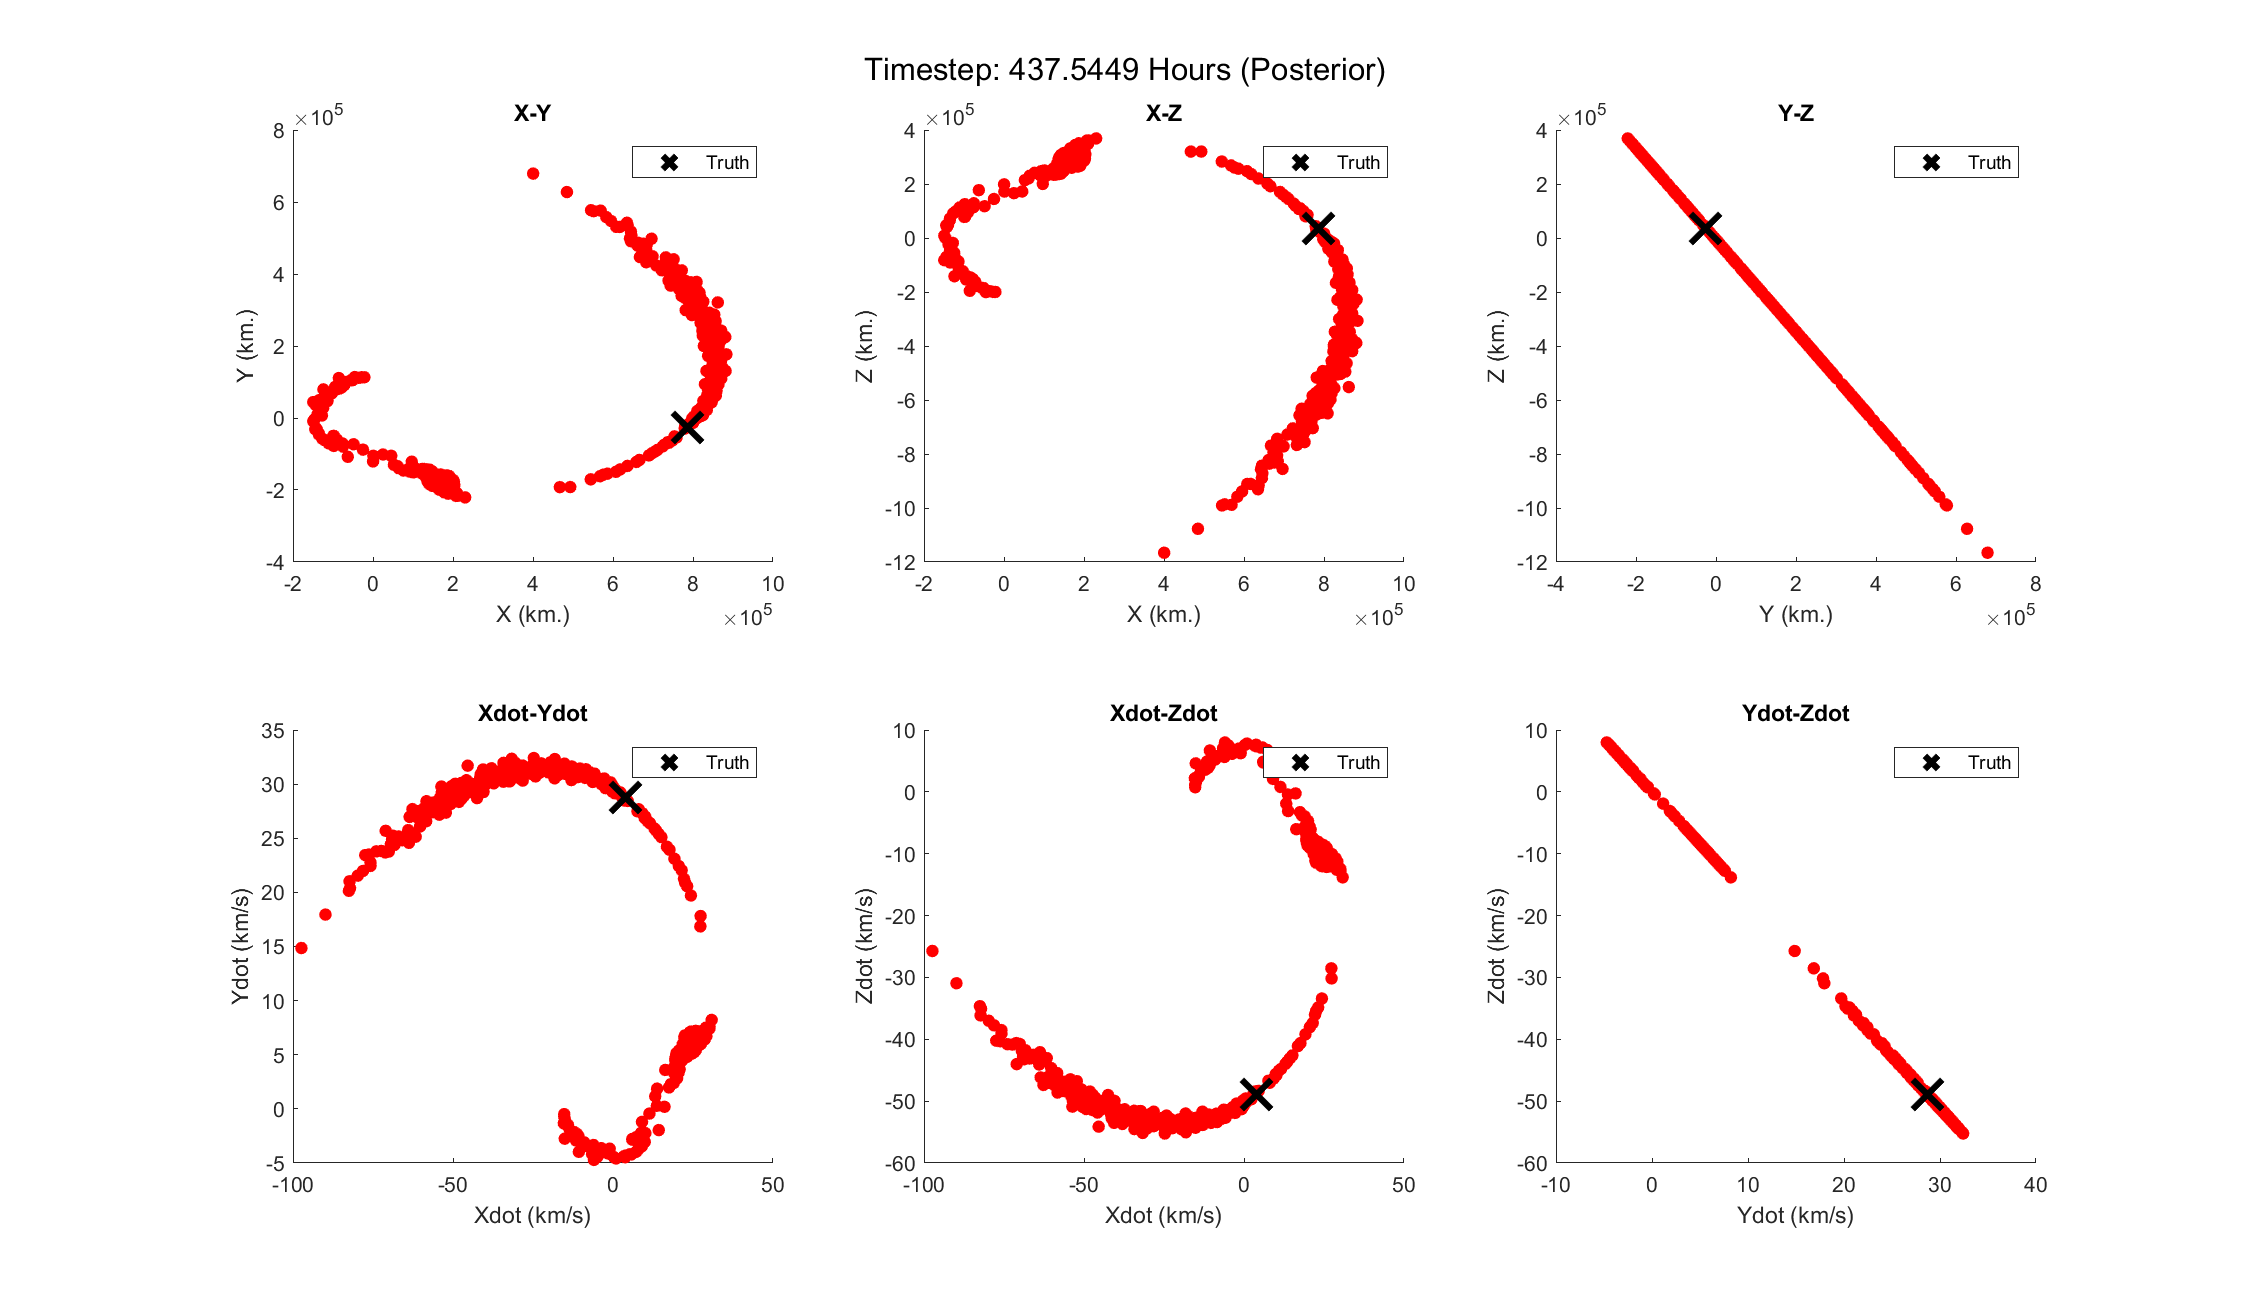 Timestep: 437.5449 Hours (Posterior)
X-Y
×10^5
8
6
4
2
0
-2
-4
-2 0 2 4 6 8 10
X (km.)
×10^5
Y (km.)
Truth
X-Z
×10^5
4
2
0
-2
-4
-6
-8
-10
-12
-2 0 2 4 6 8 10
X (km.)
×10^5
Z (km.)
Truth
Y-Z
×10^5
4
2
0
-2
-4
-6
-8
-10
-12
-4 -2 0 2 4 6 8
Y (km.)
×10^5
Z (km.)
Truth
Xdot-Ydot
35
30
25
20
15
10
5
0
-5
-100 -50 0 50
Xdot (km/s)
Ydot (km/s)
Truth
Xdot-Zdot
10
0
-10
-20
-30
-40
-50
-60
-100 -50 0 50
Xdot (km/s)
Zdot (km/s)
Truth
Ydot-Zdot
10
0
-10
-20
-30
-40
-50
-60
-10 0 10 20 30 40
Ydot (km/s)
Zdot (km/s)
Truth